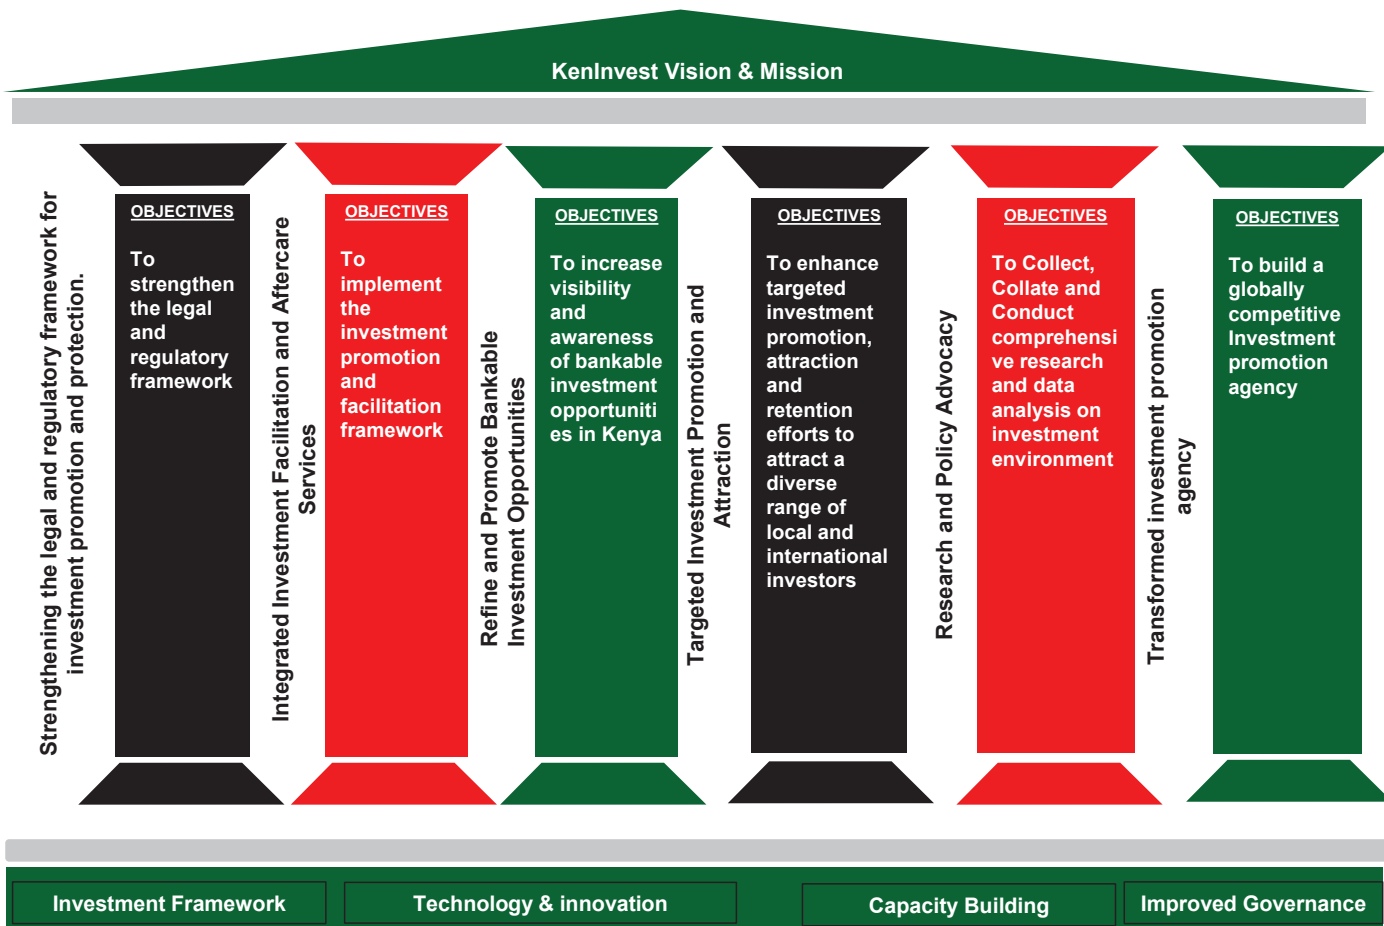 KenInvest Vision & Mission
Strengthening the legal and regulatory framework for
investment promotion and protection.
OBJECTIVES
To
strengthen
the legal
and
regulatory
framework
Integrated Investment Facilitation and Aftercare
Services
OBJECTIVES
To
implement
the
investment
promotion
and
facilitation
framework
Refine and Promote Bankable
Investment Opportunities
OBJECTIVES
To increase
visibility
and
awareness
of bankable
investment
opportuniti
es in Kenya
Targeted Investment Promotion and
Attraction
OBJECTIVES
To enhance
targeted
investment
promotion,
attraction
and
retention
efforts to
attract a
diverse
range of
local and
international
investors
Research and Policy Advocacy
OBJECTIVES
To Collect,
Collate and
Conduct
comprehensi
ve research
and data
analysis on
investment
environment
Transformed investment promotion
agency
OBJECTIVES
To build a
globally
competitive
Investment
promotion
agency
Investment Framework
Technology & innovation
Capacity Building
Improved Governance